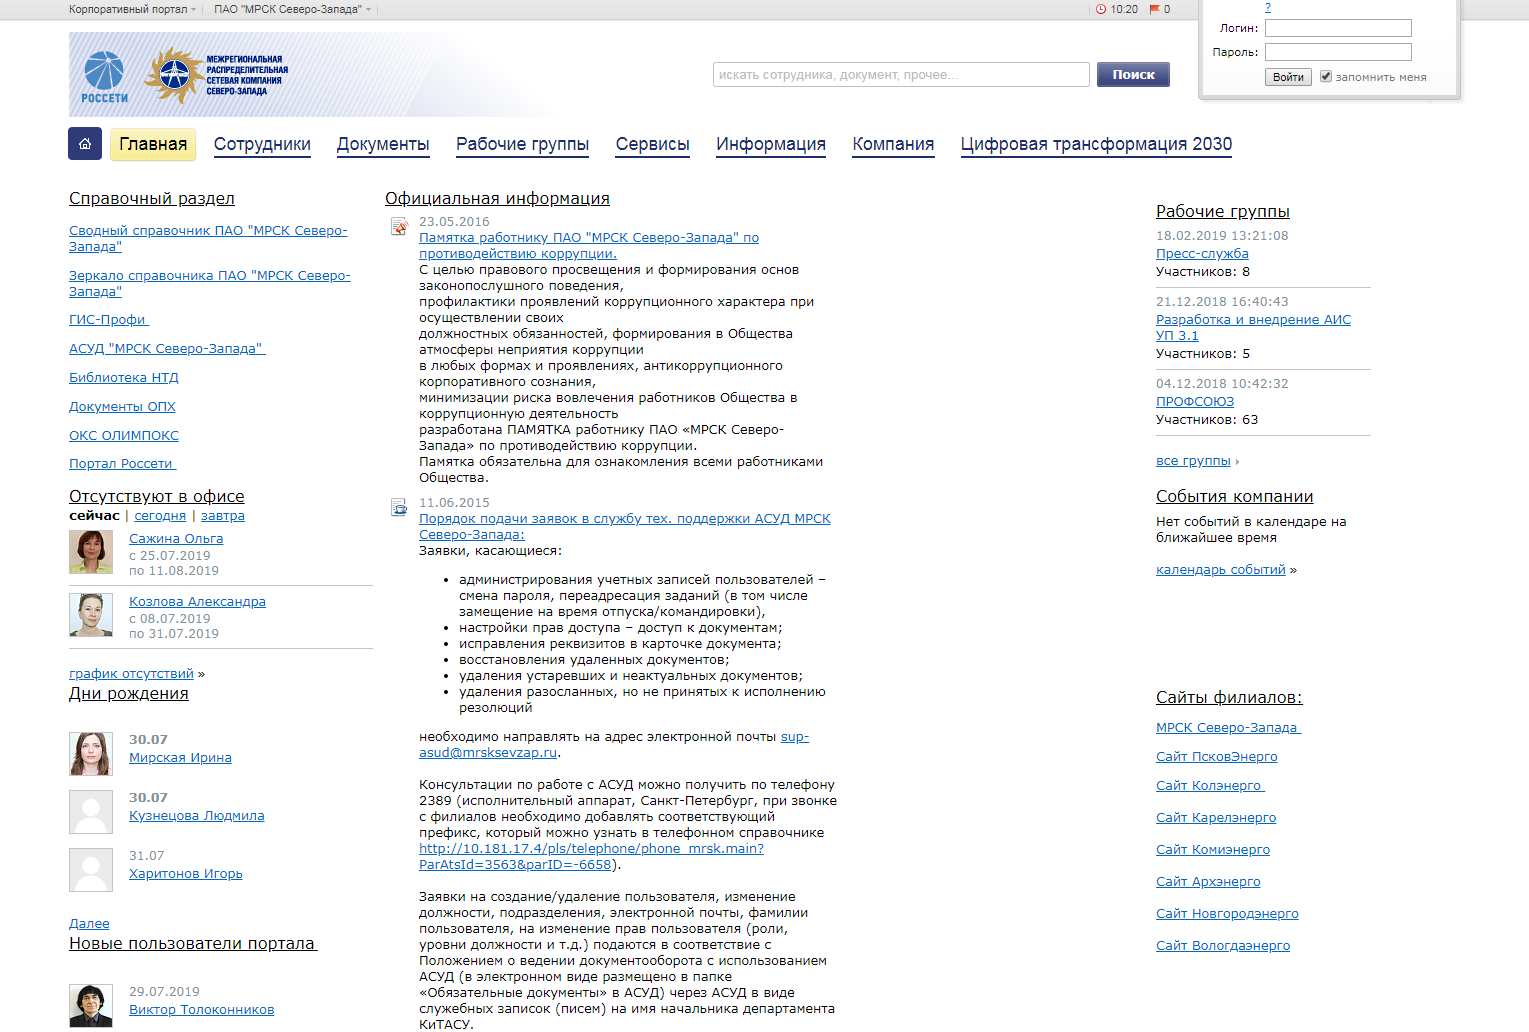 Корпоративный портал
ПАО "МРСК Северо-Запада"
10:20
0
?
Логин:
Пароль:
Войти
запомнить меня
РОССЕТИ
МЕЖРЕГИОНАЛЬНАЯ
РАСПРЕДЕЛИТЕЛЬНАЯ
СЕТЕВАЯ КОМПАНИЯ
СЕВЕРО-ЗАПАДА
искать сотрудника, документ, прочее...
Поиск
Главная
Сотрудники
Документы
Рабочие группы
Сервисы
Информация
Компания
Цифровая трансформация 2030
Справочный раздел
Сводный справочник ПАО "МРСК Северо-
Запада"
Зеркало справочника ПАО "МРСК Северо-
Запада"
ГИС-Профи
АСУД "МРСК Северо-Запада"
Библиотека НТД
Документы ОПХ
ОКС ОЛИМПОКС
Портал Россети
Отсутствуют в офисе
сейчас | сегодня | завтра
Сажина Ольга
с 25.07.2019
по 11.08.2019
Козлова Александра
с 08.07.2019
по 31.07.2019
график отсутствий »
Дни рождения
30.07
Мирская Ирина
30.07
Кузнецова Людмила
31.07
Харитонов Игорь
Далее
Новые пользователи портала
29.07.2019
Виктор Толоконников
Официальная информация
23.05.2016
Памятка работнику ПАО "МРСК Северо-Запада" по
противодействию коррупции.
С целью правового просвещения и формирования основ
законопослушного поведения,
профилактики проявлений коррупционного характера при
осуществлении своих
должностных обязанностей, формирования в Общества
атмосферы неприятия коррупции
в любых формах и проявлениях, антикоррупционного
корпоративного сознания,
минимизации риска вовлечения работников Общества в
коррупционную деятельность
разработана ПАМЯТКА работнику ПАО «МРСК Северо-
Запада» по противодействию коррупции.
Памятка обязательна для ознакомления всеми работниками
Общества.
11.06.2015
Порядок подачи заявок в службу тех. поддержки АСУД МРСК
Северо-Запада:
Заявки, касающиеся:
• администрирования учетных записей пользователей –
смена пароля, переадресация заданий (в том числе
замещение на время отпуска/командировки),
• настройки прав доступа – доступ к документам;
• исправления реквизитов в карточке документа;
• восстановления удаленных документов;
• удаления устаревших и неактуальных документов;
• удаления разосланных, но не принятых к исполнению
резолюций
необходимо направлять на адрес электронной почты sup-
asud@mrsksevzap.ru.
Консультации по работе с АСУД можно получить по телефону
2389 (исполнительный аппарат, Санкт-Петербург, при звонке
с филиалов необходимо добавлять соответствующий
префикс, который можно узнать в телефонном справочнике
http://10.181.17.4/pls/telephone/phone_mrsk.main?
ParAtsId=3563&parID=-6658).
Заявки на создание/удаление пользователя, изменение
должности, подразделения, электронной почты, фамилии
пользователя, на изменение прав пользователя (роли,
уровни должности и т.д.) подаются в соответствие с
Положением о ведении документооборота с использованием
АСУД (в электронном виде размещено в папке
«Обязательные документы» в АСУД) через АСУД в виде
служебных записок (писем) на имя начальника департамента
КиТАСУ.
Рабочие группы
18.02.2019 13:21:08
Пресс-служба
Участников: 8
21.12.2018 16:40:43
Разработка и внедрение АИС
УП 3.1
Участников: 5
04.12.2018 10:42:32
ПРОФСОЮЗ
Участников: 63
все группы
События компании
Нет событий в календаре на
ближайшее время
календарь событий »
Сайты филиалов:
МРСК Северо-Запада
Сайт ПсковЭнерго
Сайт Колэнерго
Сайт Карелэнерго
Сайт Комиэнерго
Сайт Архэнерго
Сайт Новгородэнерго
Сайт Вологдаэнерго